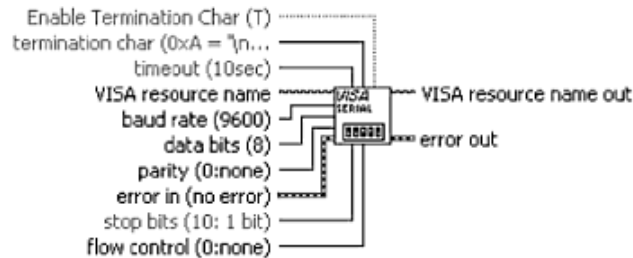 Enable Termination Char (T)
termination char (0xA = "\n...
timeout (10sec)
VISA resource name
VISA resource name out
VISA
SERIAL
baud rate (9600)
data bits (8)
error out
parity (0:none)
error in (no error)
stop bits (10: 1 bit)
flow control (0:none)